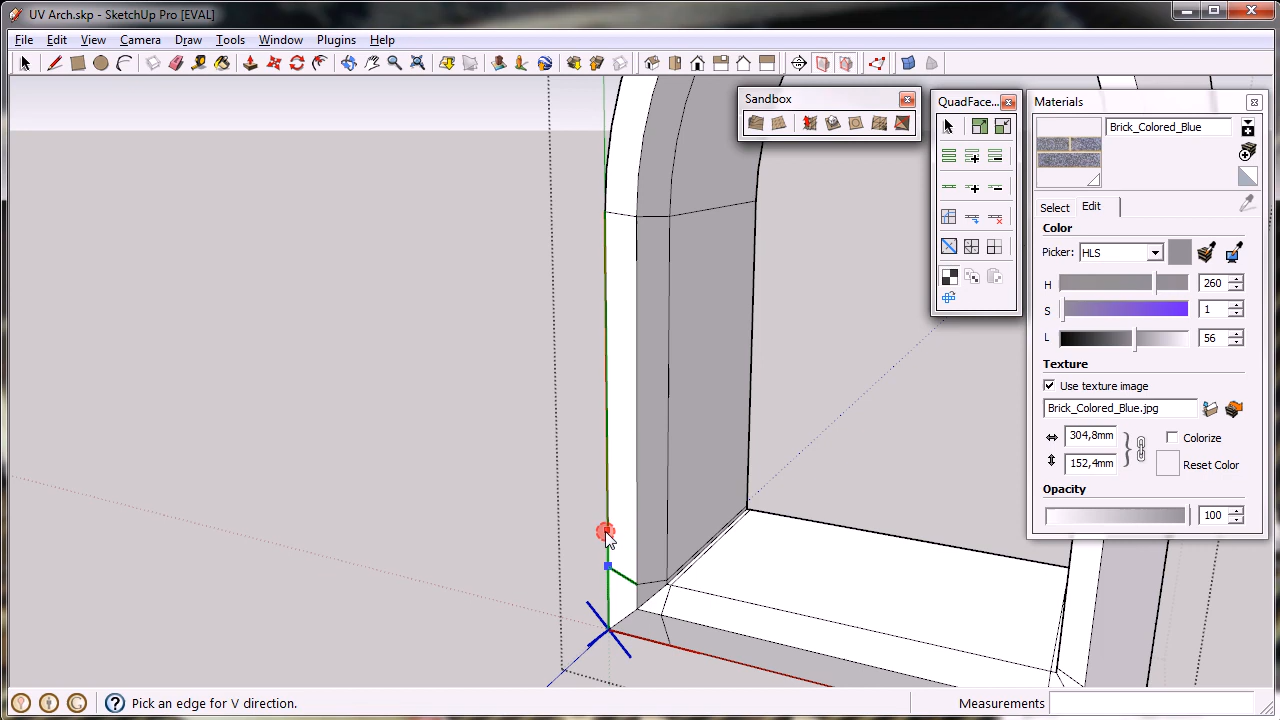 UV Arch.skp - SketchUp Pro [EVAL]
File Edit View Camera Draw Tools Window Plugins Help
Sandbox
QuadFace...
Materials
Brick_Colored_Blue
Select Edit
Color
Picker: HLS
H 260
S 1
L 56
Texture
Use texture image
Brick_Colored_Blue.jpg
304,8mm Colorize
152,4mm Reset Color
Opacity
100
Pick an edge for V direction.
Measurements